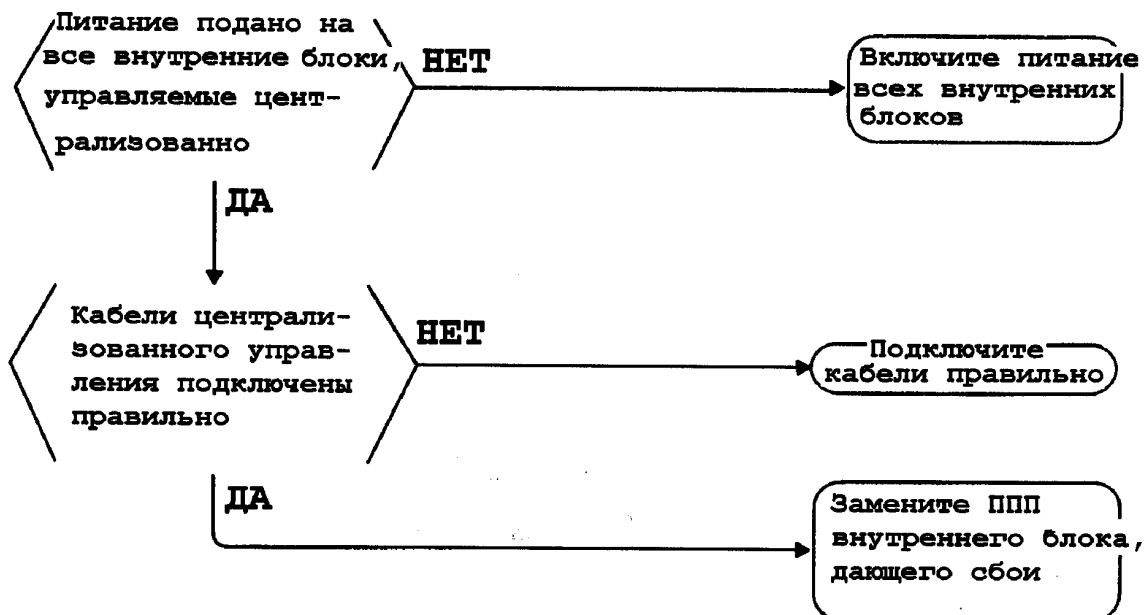 Питание подано на
все внутренние блоки,
управляемые цент-
рализованно
НЕТ
Включите питание
всех внутренних
блоков
ДА
Кабели централи-
зованного управ-
ления подключены
правильно
НЕТ
Подключите
кабели правильно
ДА
Замените ППП
внутреннего блока,
дающего сбои